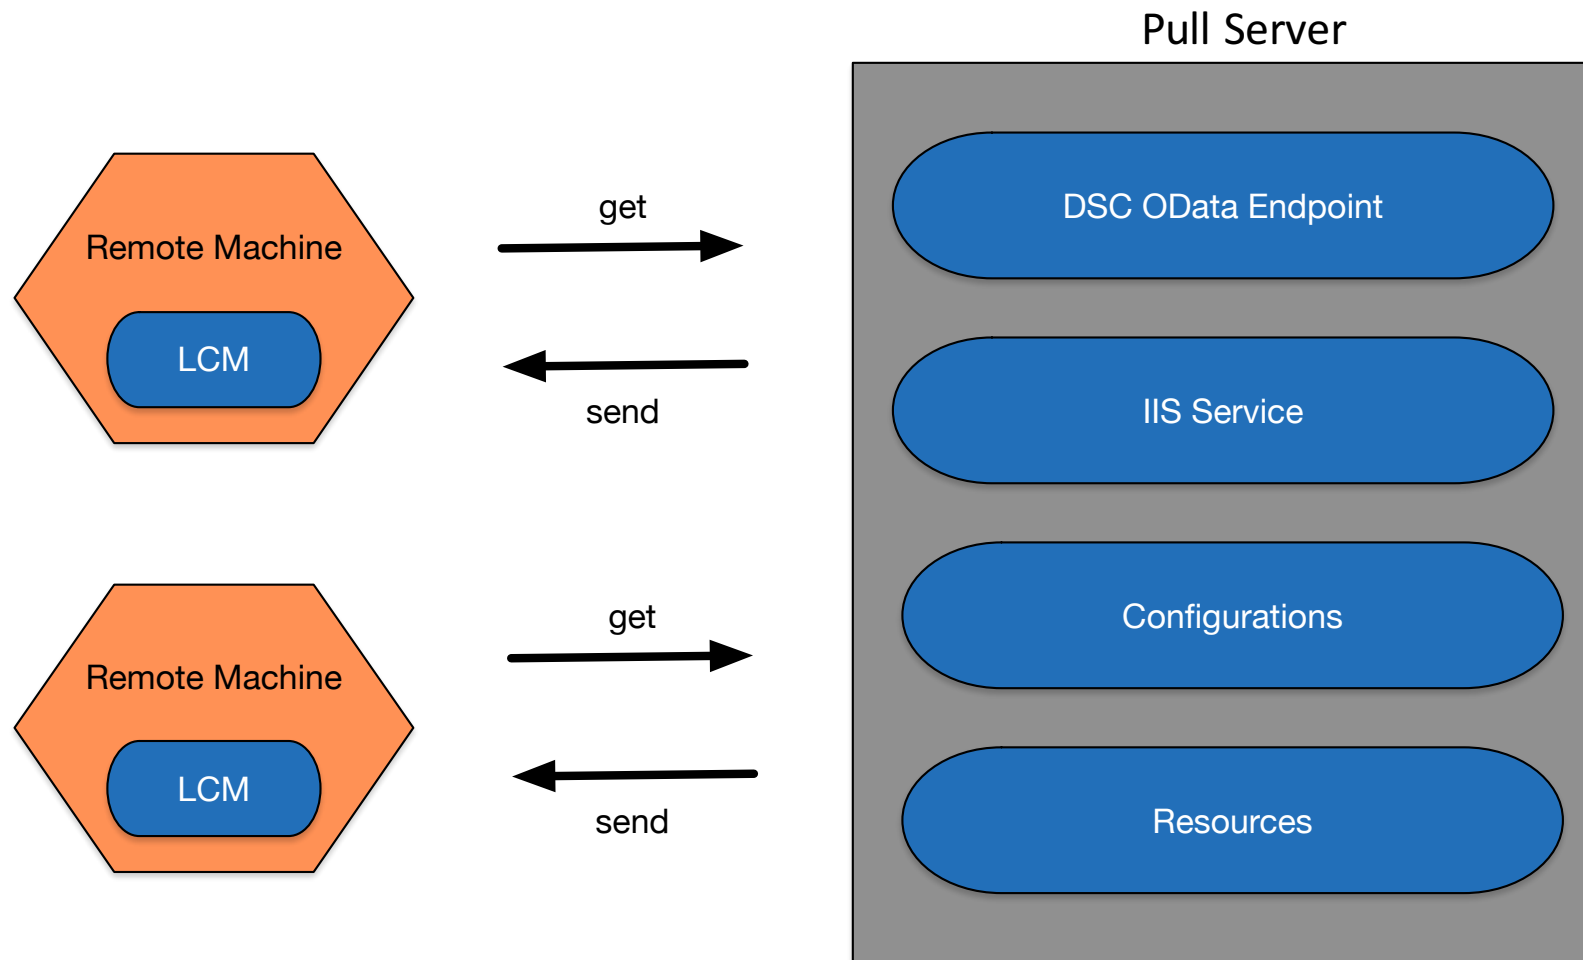 Pull Server
Remote Machine
LCM
get
send
Remote Machine
LCM
get
send
DSC OData Endpoint
IIS Service
Configurations
Resources